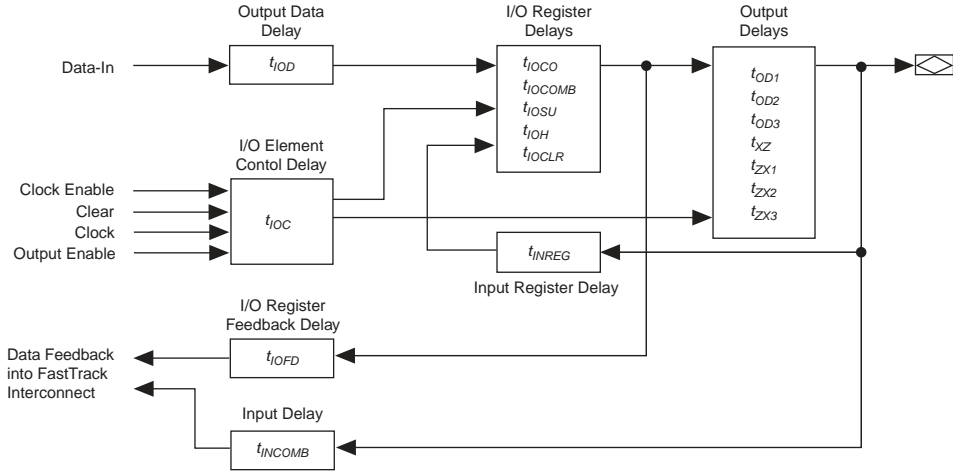 Output Data
Delay
I/O Register
Delays
Output
Delays
Data-In
tIOD
tIOCO
tIOCOMB
tIOSU
tIOH
tIOCLR
tOD1
tOD2
tOD3
tXZ
tZX1
tZX2
tZX3
I/O Element
Contol Delay
Clock Enable
Clear
Clock
Output Enable
tIOC
tINREG
Input Register Delay
I/O Register
Feedback Delay
tIOFD
Data Feedback
into FastTrack
Interconnect
Input Delay
tINCOMB